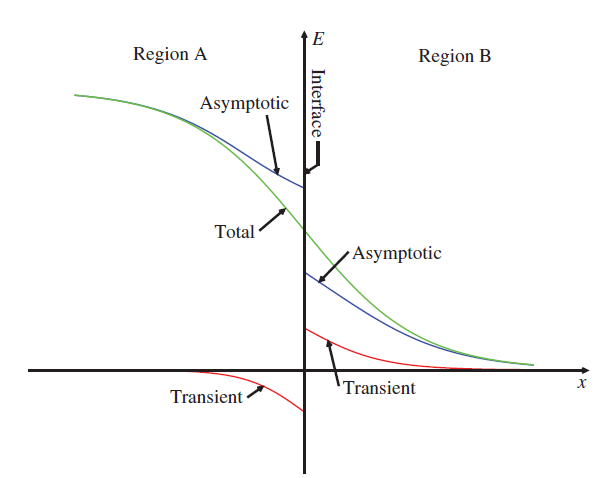 E
Region A
Region B
Interface
Asymptotic
Total
Asymptotic
x
Transient
Transient